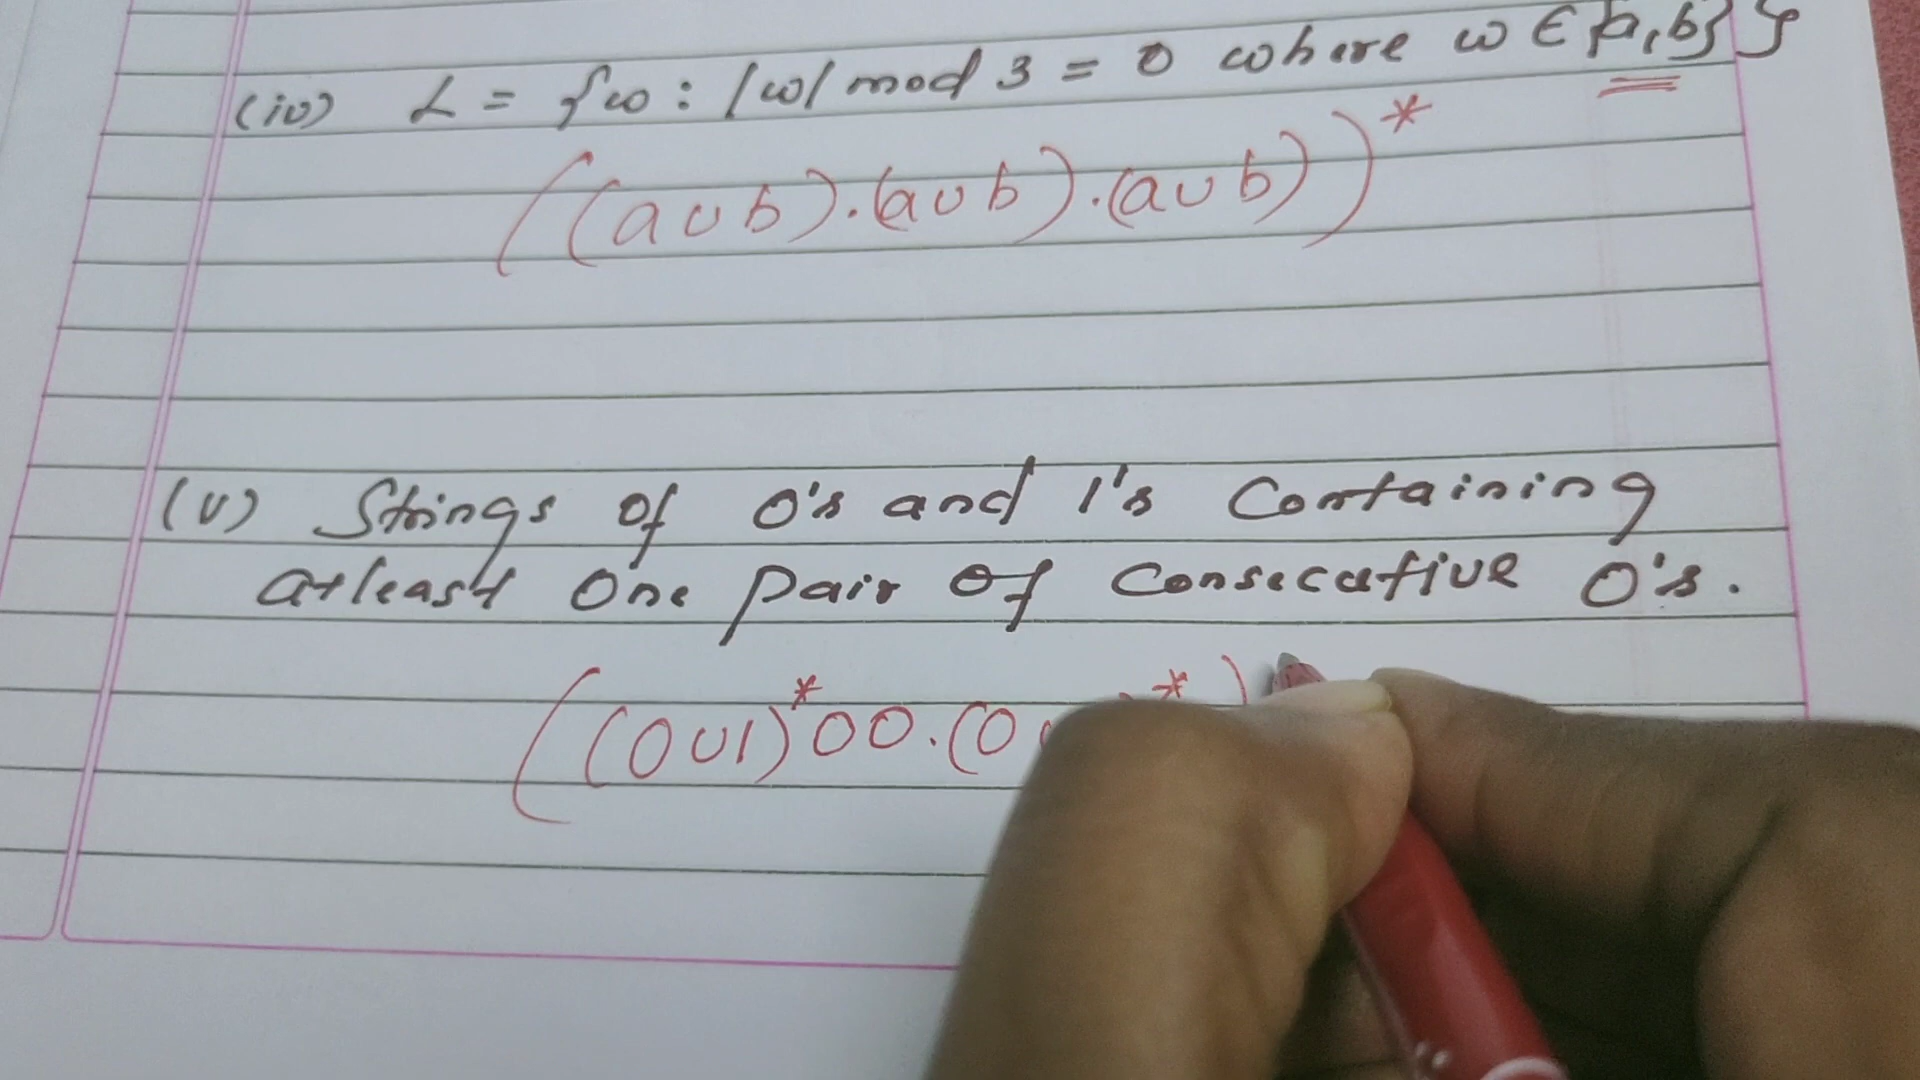 (iv) L = {w : |w| mod 3 = 0 where w ∈ {a,b}}
((a∪b).(a∪b).(a∪b))*
(v) Strings of 0's and 1's Containing
atleast one pair of Consecutive 0's.
((0∪1)*00.(0 )*)